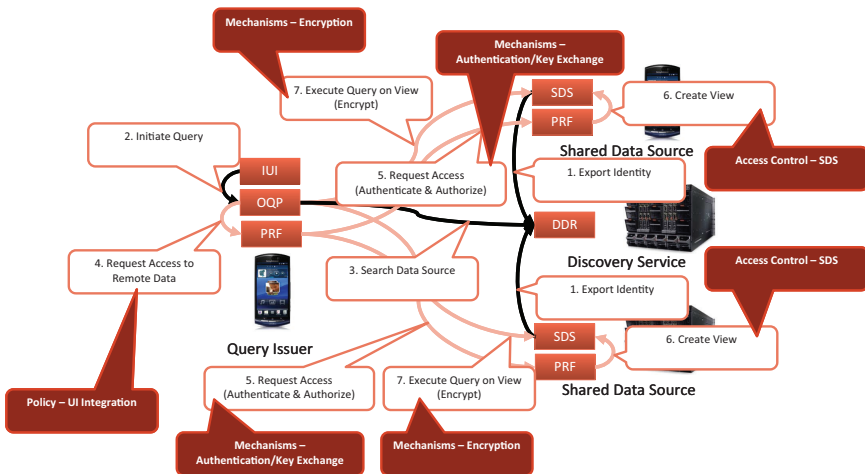 Mechanisms – Encryption
Mechanisms –
Authentication/Key Exchange
7. Execute Query on View
(Encrypt)
SDS
6. Create View
PRF
2. Initiate Query
Shared Data Source
Access Control – SDS
IUI
5. Request Access
(Authenticate & Authorize)
1. Export Identity
OQP
DDR
PRF
4. Request Access to
Remote Data
3. Search Data Source
Discovery Service
Access Control – SDS
1. Export Identity
Query Issuer
SDS
6. Create View
PRF
5. Request Access
(Authenticate & Authorize)
7. Execute Query on View
(Encrypt)
Shared Data Source
Policy – UI Integration
Mechanisms –
Authentication/Key Exchange
Mechanisms – Encryption